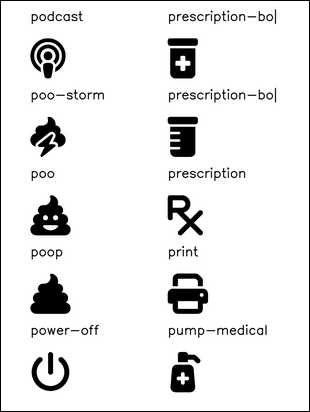 podcast
prescription-bo|
poo-storm
prescription-bo|
poo
prescription
poop
print
power-off
pump-medical